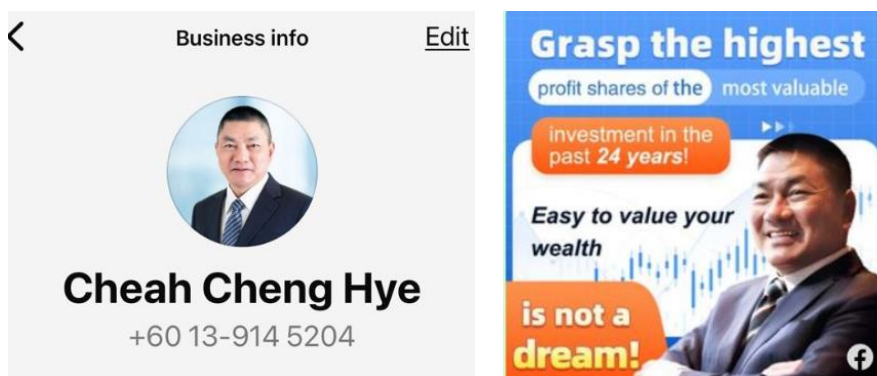 Business info
Edit
Cheah Cheng Hye
+60 13-914 5204
Grasp the highest
profit shares of the most valuable
investment in the
past 24 years!
Easy to value your
wealth
is not a
dream!